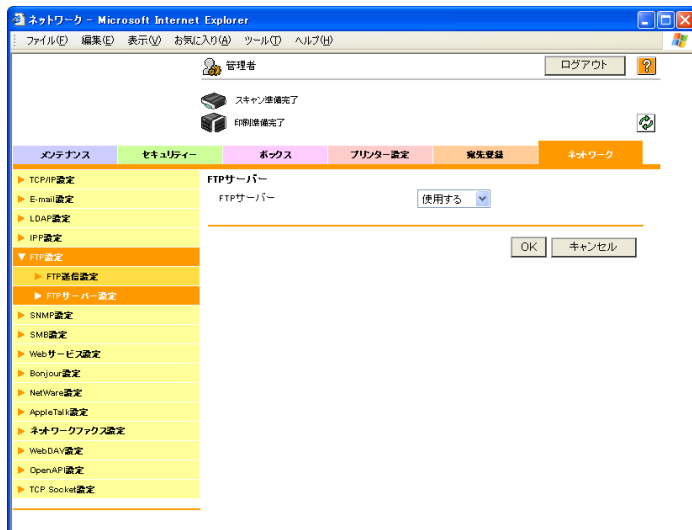 ネットワーク - Microsoft Internet Explorer
ファイル(F) 編集(E) 表示(V) お気に入り(A) ツール(T) ヘルプ(H)
管理者
ログアウト
?
スキャン準備完了
印刷準備完了
メンテナンス セキュリティー ボックス プリンター設定 宛先登録 ネットワーク
TCP/IP設定
E-mail設定
LDAP設定
IPP設定
FTP設定
FTP送信設定
FTPサーバー設定
SNMP設定
SMB設定
Webサービス設定
Bonjour設定
NetWare設定
AppleTalk設定
ネットワークファクス設定
WebDAV設定
OpenAPI設定
TCP Socket設定
FTPサーバー
FTPサーバー 使用する
OK キャンセル